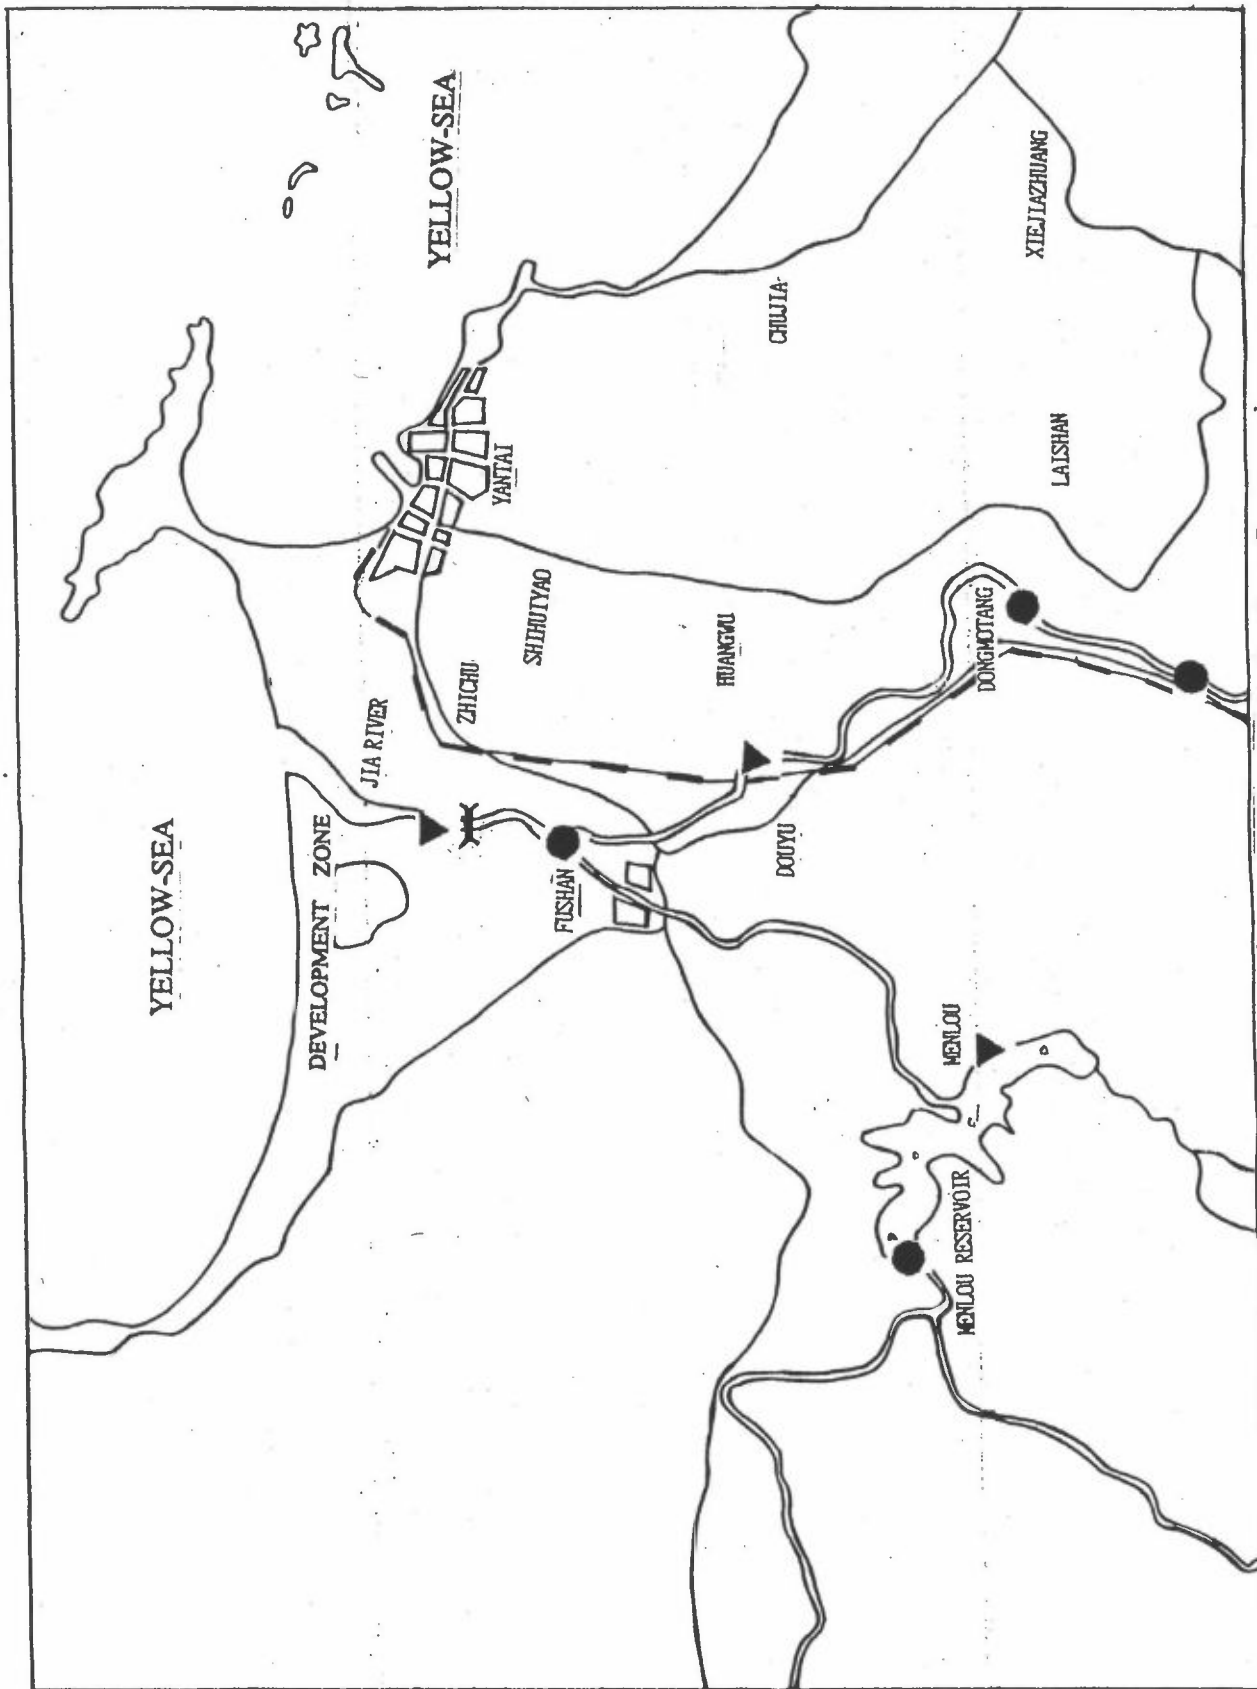 YELLOW-SEA
YELLOW-SEA
DEVELOPMENT ZONE
JIA RIVER
YANTAI
ZHICHU
SHIHUIYAO
FUSHAN
HUANGWU
CHUJIA
DOUYU
XIEJIAZHUANG
LAISHAN
DONGMOTANG
MENLOU
MENLOU RESERVOIR